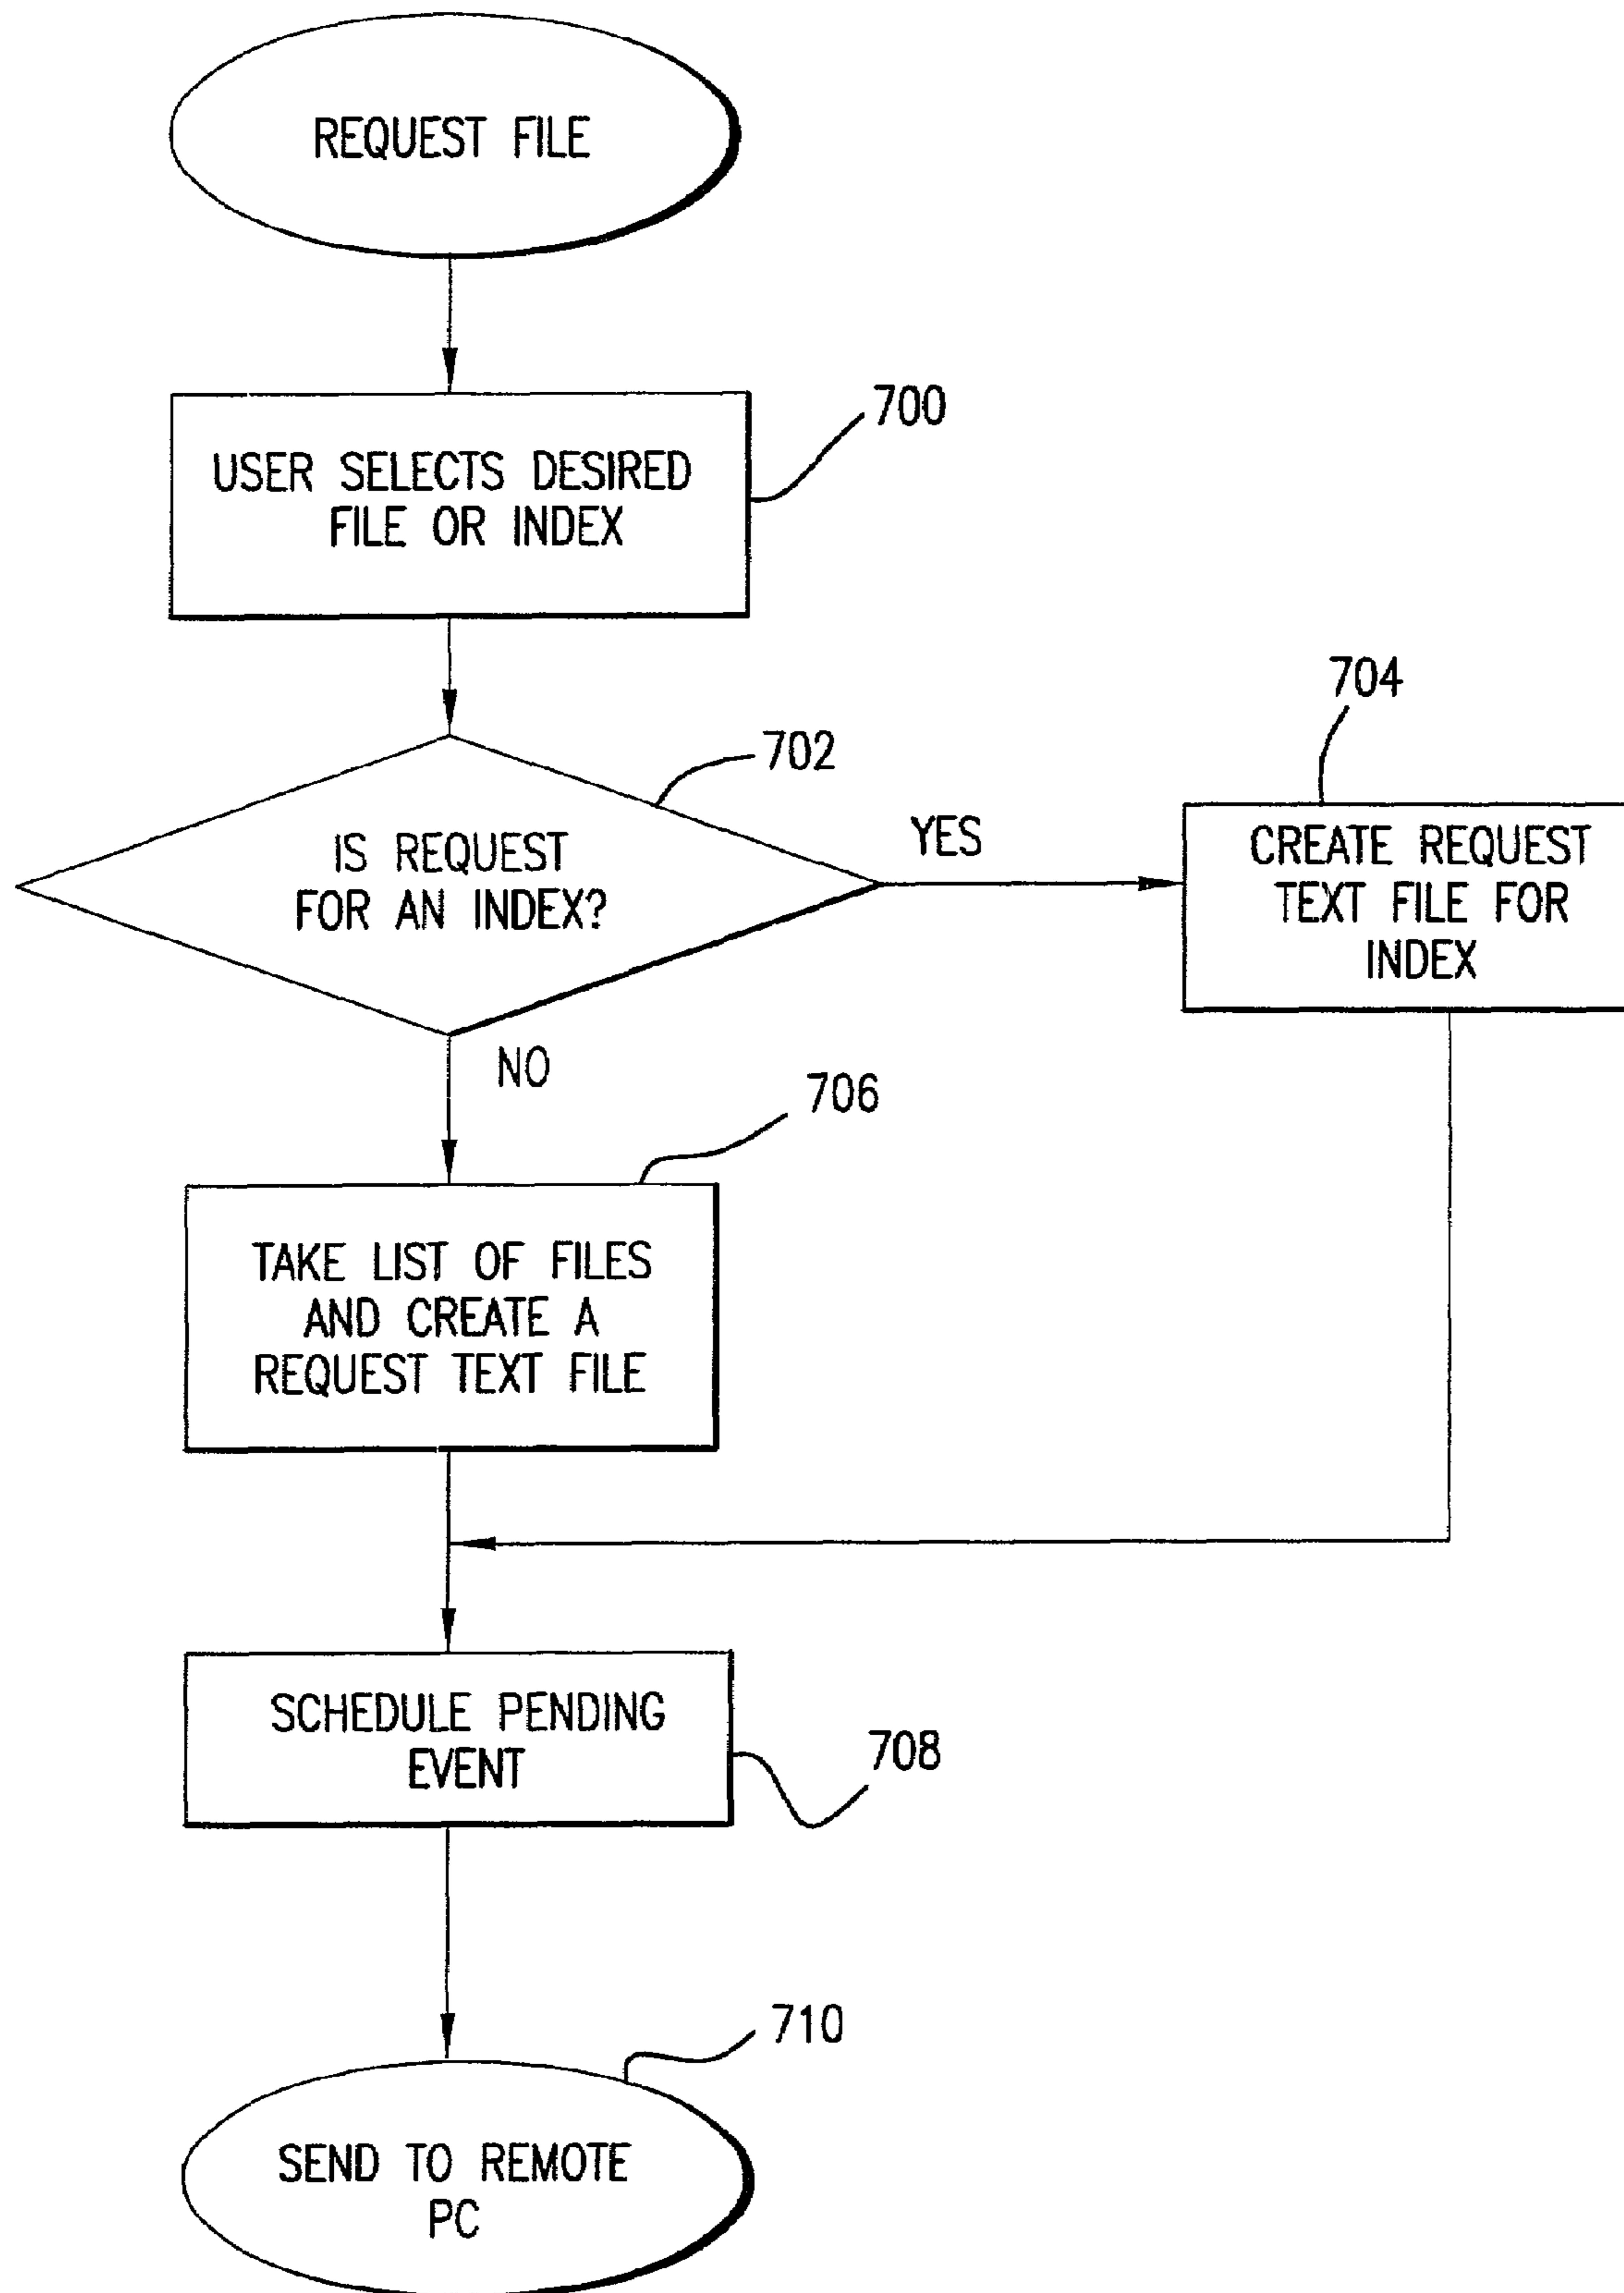 REQUEST FILE
700
USER SELECTS DESIRED
FILE OR INDEX
702
IS REQUEST
FOR AN INDEX?
YES
704
CREATE REQUEST
TEXT FILE FOR
INDEX
NO
706
TAKE LIST OF FILES
AND CREATE A
REQUEST TEXT FILE
SCHEDULE PENDING
EVENT
708
710
SEND TO REMOTE
PC